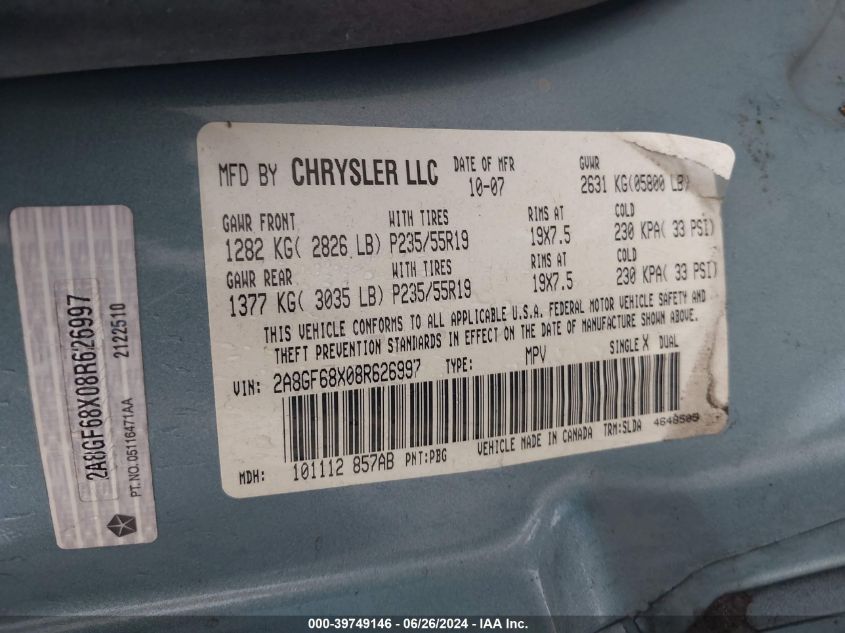 MFD BY CHRYSLER LLC DATE OF MFR 10-07 GVWR 2631 KG(05800 LB)
GAWR FRONT WITH TIRES RIMS AT COLD
1282 KG( 2826 LB) P235/55R19 19X7.5 230 KPA( 33 PSI)
GAWR REAR WITH TIRES RIMS AT COLD
1377 KG( 3035 LB) P235/55R19 19X7.5 230 KPA( 33 PSI)
THIS VEHICLE CONFORMS TO ALL APPLICABLE U.S.A. FEDERAL MOTOR VEHICLE SAFETY AND
THEFT PREVENTION STANDARDS IN EFFECT ON THE DATE OF MANUFACTURE SHOWN ABOVE.
VIN: 2A8GF68X08R626997 TYPE: MPV SINGLE X DUAL
MDH: 101112 857AB PNT:PBG VEHICLE MADE IN CANADA TRM:SLDA 4648509
2A8GF68X08R626997
2122510
PT. NO. 05116471AA
000-39749146 - 06/26/2024 - Copyright © IAA, Inc.